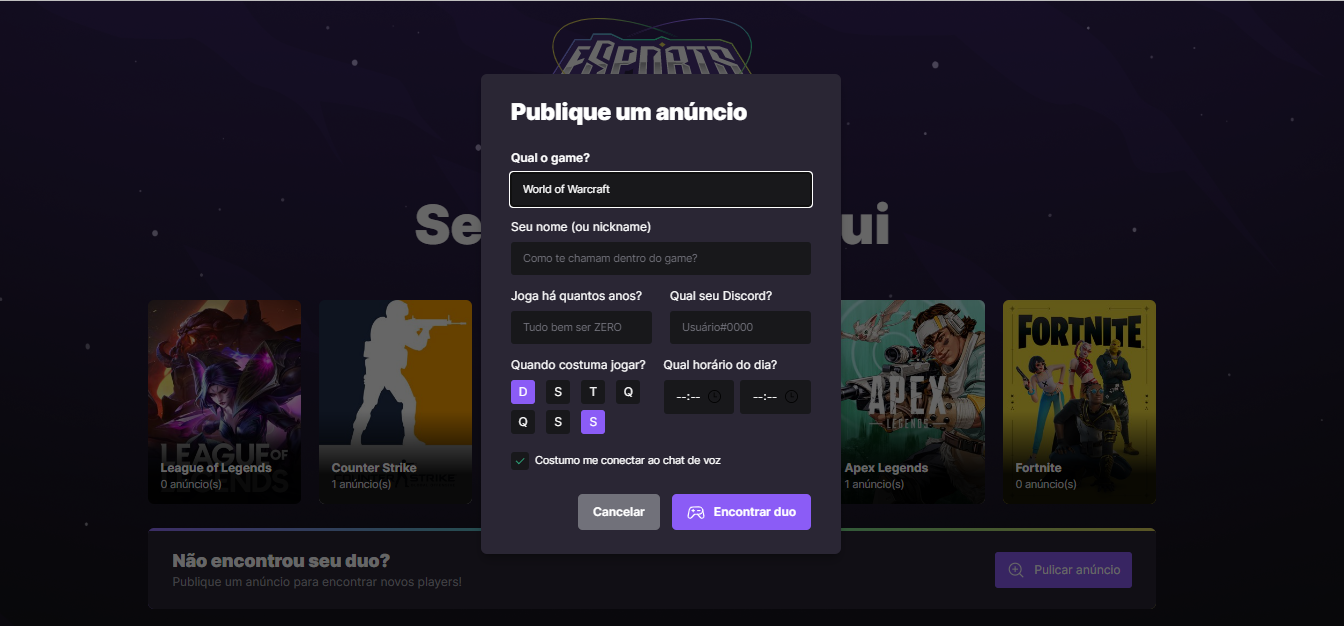 ESPORTS
Publique um anúncio
Qual o game?
World of Warcraft
Se ui
Seu nome (ou nickname)
Como te chamam dentro do game?
Joga há quantos anos? Qual seu Discord?
Tudo bem ser ZERO Usuário#0000
Quando costuma jogar? Qual horário do dia?
D S T Q --:-- --:--
Q S S
Costumo me conectar ao chat de voz
Cancelar Encontrar duo
LEAGUE OF
LEGENDS
League of Legends
0 anúncio(s)
STRIKE
Counter Strike
1 anúncio(s)
APEX
LEGENDS
Apex Legends
1 anúncio(s)
FORTNITE
Fortnite
0 anúncio(s)
Não encontrou seu duo?
Publique um anúncio para encontrar novos players!
Pulicar anúncio